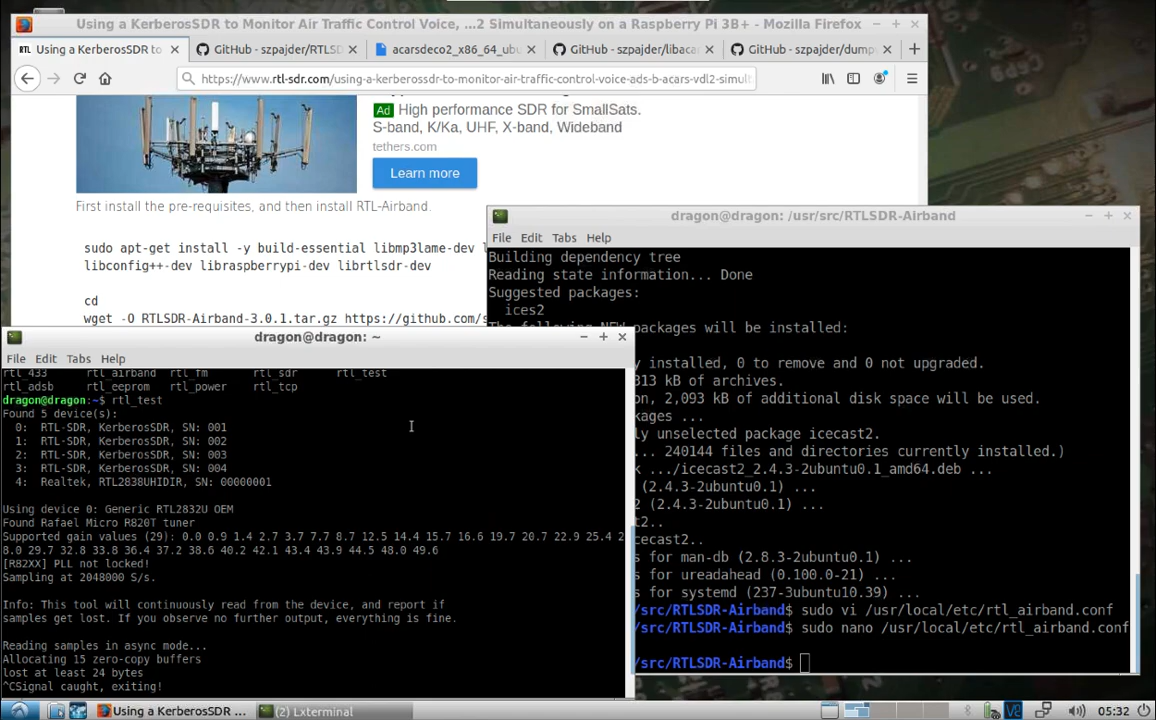 Using a KerberosSDR to Monitor Air Traffic Control Voice, ...2 Simultaneously on a Raspberry Pi 3B+ - Mozilla Firefox
RTL Using a KerberosSDR to
GitHub - szpajder/RTLSD
acarsdeco2_x86_64_ubu
GitHub - szpajder/libacar
GitHub - szpajder/dump
https://www.rtl-sdr.com/using-a-kerberossdr-to-monitor-air-traffic-control-voice-ads-b-acars-vdl2-simult
Ad High performance SDR for SmallSats.
S-band, K/Ka, UHF, X-band, Wideband
tethers.com
Learn more
First install the pre-requisites, and then install RTL-Airband.
sudo apt-get install -y build-essential libmp3lame-dev
libconfig++-dev libraspberrypi-dev librtlsdr-dev
cd
wget -O RTLSDR-Airband-3.0.1.tar.gz https://github.com/s
dragon@dragon: /usr/src/RTLSDR-Airband
File Edit Tabs Help
Building dependency tree
Reading state information... Done
Suggested packages:
ices2
The following NEW packages will be installed:
y installed, 0 to remove and 0 not upgraded.
313 kB of archives.
on, 2,093 kB of additional disk space will be used.
kages ...
ly unselected package icecast2.
... 240144 files and directories currently installed.)
k .../icecast2_2.4.3-2ubuntu0.1_amd64.deb ...
(2.4.3-2ubuntu0.1) ...
2 (2.4.3-2ubuntu0.1) ...
t2..
cecast2..
s for man-db (2.8.3-2ubuntu0.1) ...
s for ureadahead (0.100.0-21) ...
s for systemd (237-3ubuntu10.39) ...
/src/RTLSDR-Airband$ sudo vi /usr/local/etc/rtl_airband.conf
/src/RTLSDR-Airband$ sudo nano /usr/local/etc/rtl_airband.conf
/src/RTLSDR-Airband$
dragon@dragon: ~
File Edit Tabs Help
rtl_433 rtl_airband rtl_fm rtl_sdr rtl_test
rtl_adsb rtl_eeprom rtl_power rtl_tcp
dragon@dragon:~$ rtl_test
Found 5 device(s):
0: RTL-SDR, KerberosSDR, SN: 001
1: RTL-SDR, KerberosSDR, SN: 002
2: RTL-SDR, KerberosSDR, SN: 003
3: RTL-SDR, KerberosSDR, SN: 004
4: Realtek, RTL2838UHIDIR, SN: 00000001
Using device 0: Generic RTL2832U OEM
Found Rafael Micro R820T tuner
Supported gain values (29): 0.0 0.9 1.4 2.7 3.7 7.7 8.7 12.5 14.4 15.7 16.6 19.7 20.7 22.9 25.4 2
8.0 29.7 32.8 33.8 36.4 37.2 38.6 40.2 42.1 43.4 43.9 44.5 48.0 49.6
[R82XX] PLL not locked!
Sampling at 2048000 S/s.
Info: This tool will continuously read from the device, and report if
samples get lost. If you observe no further output, everything is fine.
Reading samples in async mode...
Allocating 15 zero-copy buffers
lost at least 24 bytes
^CSignal caught, exiting!
Using a KerberosSDR ...
(2) Lxterminal
05:32